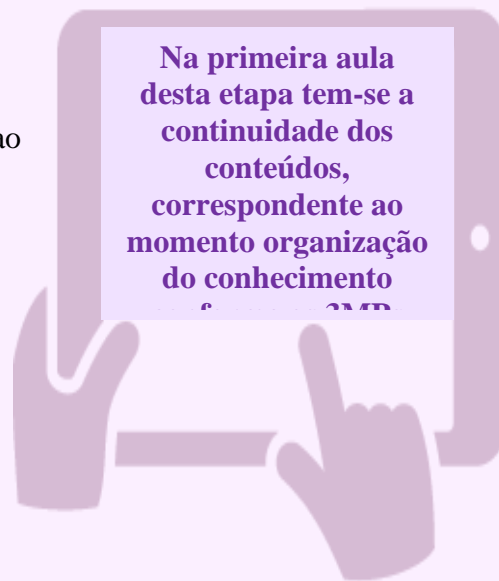 Na primeira aula
desta etapa tem-se a
continuidade dos
conteúdos,
correspondente ao
momento organização
do conhecimento